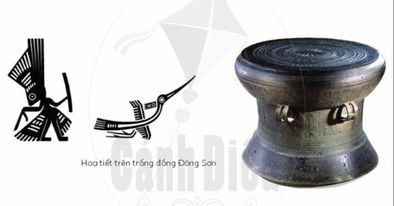 Hoạ tiết trên trống đồng Đông Sơn
Cánh Diều